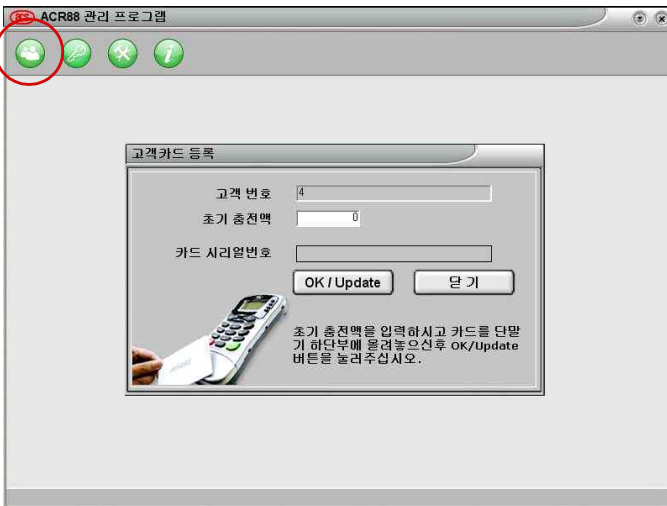 ACS ACR88 관리 프로그램
고객카드 등록
고객 번호 4
초기 충전액 0
카드 시리얼번호
OK / Update 닫 기
초기 충전액을 입력하시고 카드를 단말
기 하단부에 올려놓으신후 OK/Update
버튼을 눌러주십시오.